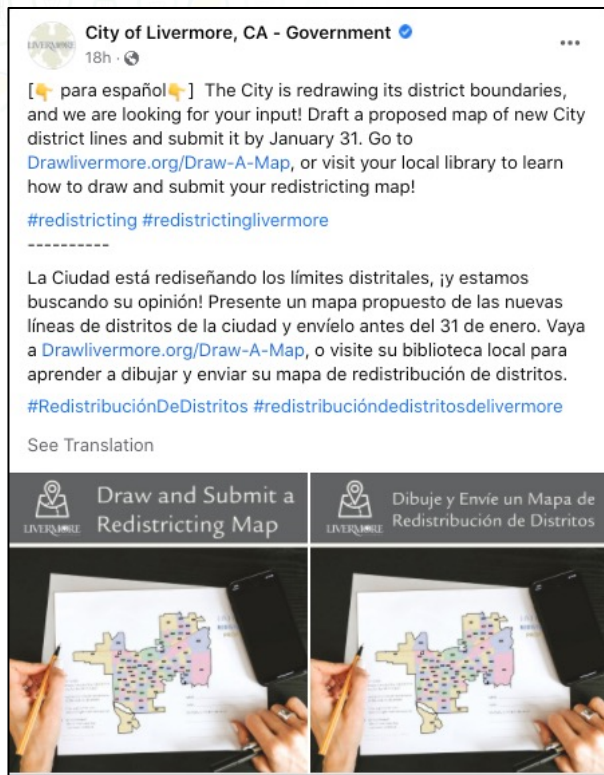 LIVERMORE
City of Livermore, CA - Government
18h ·
[👇 para español👇] The City is redrawing its district boundaries,
and we are looking for your input! Draft a proposed map of new City
district lines and submit it by January 31. Go to
Drawlivermore.org/Draw-A-Map, or visit your local library to learn
how to draw and submit your redistricting map!
#redistricting #redistrictinglivermore
----------
La Ciudad está rediseñando los límites distritales, ¡y estamos
buscando su opinión! Presente un mapa propuesto de las nuevas
líneas de distritos de la ciudad y envíelo antes del 31 de enero. Vaya
a Drawlivermore.org/Draw-A-Map, o visite su biblioteca local para
aprender a dibujar y enviar su mapa de redistribución de distritos.
#RedistribuciónDeDistritos #redistribucióndedistritosdelivermore
See Translation
Draw and Submit a
Redistricting Map
LIVERMORE
Dibuje y Envíe un Mapa de
Redistribución de Distritos
LIVERMORE